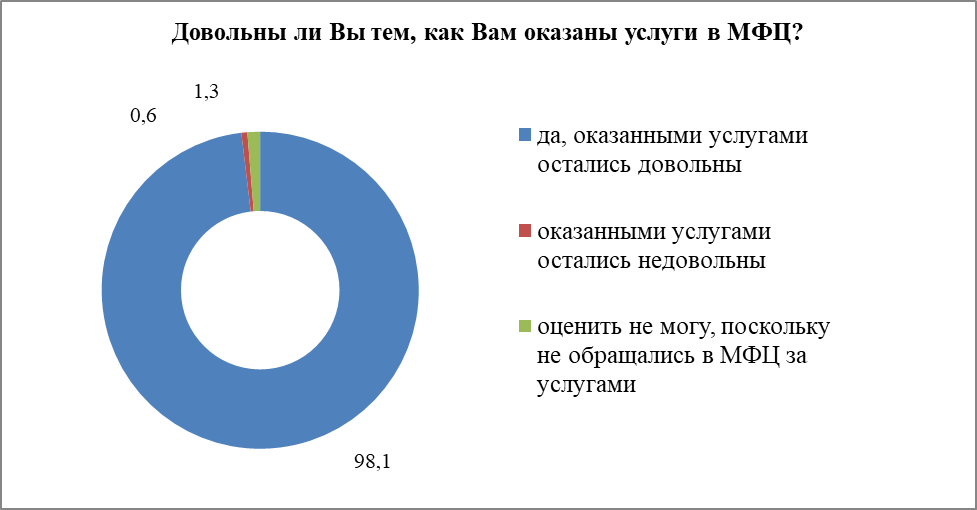 Довольны ли Вы тем, как Вам оказаны услуги в МФЦ?
1,3
0,6
98,1
да, оказанными услугами
остались довольны
оказанными услугами
остались недовольны
оценить не могу, поскольку
не обращались в МФЦ за
услугами